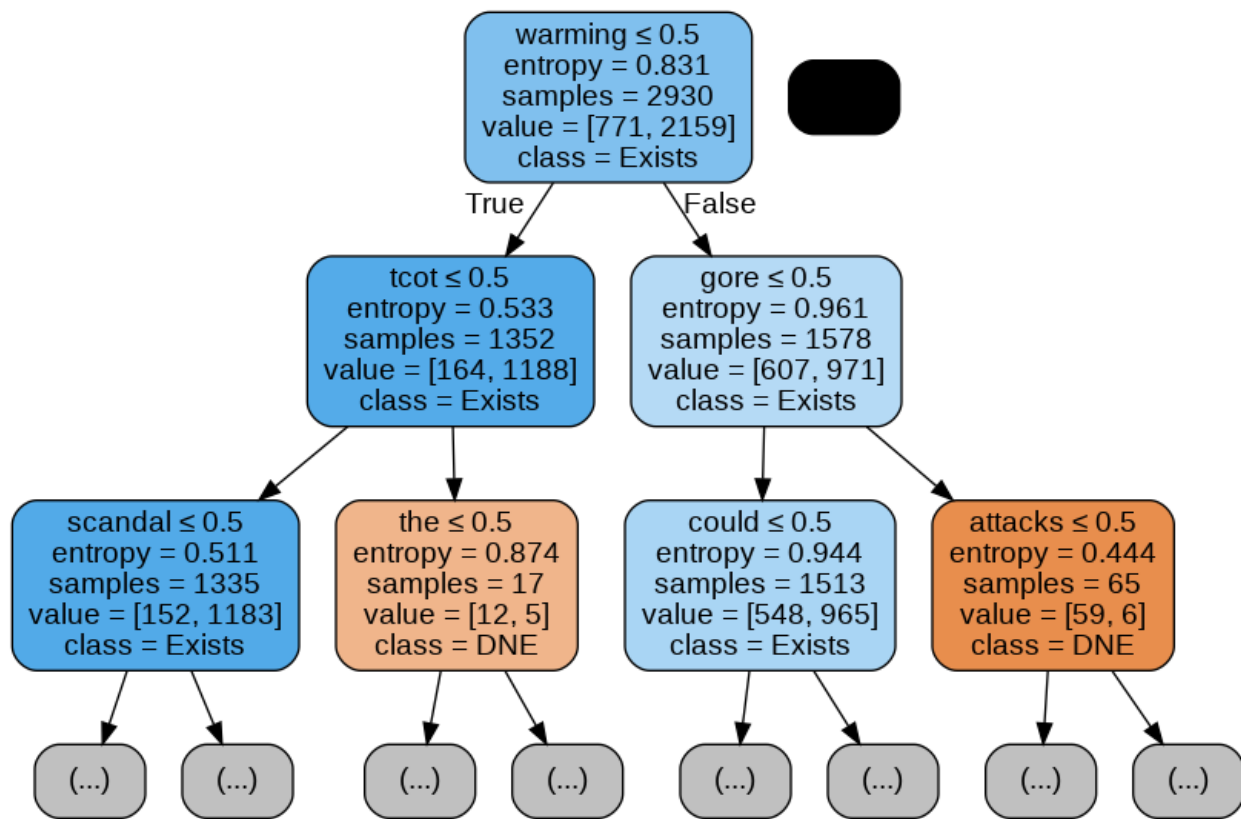 warming ≤ 0.5
entropy = 0.831
samples = 2930
value = [771, 2159]
class = Exists
True
False
tcot ≤ 0.5
entropy = 0.533
samples = 1352
value = [164, 1188]
class = Exists
gore ≤ 0.5
entropy = 0.961
samples = 1578
value = [607, 971]
class = Exists
scandal ≤ 0.5
entropy = 0.511
samples = 1335
value = [152, 1183]
class = Exists
the ≤ 0.5
entropy = 0.874
samples = 17
value = [12, 5]
class = DNE
could ≤ 0.5
entropy = 0.944
samples = 1513
value = [548, 965]
class = Exists
attacks ≤ 0.5
entropy = 0.444
samples = 65
value = [59, 6]
class = DNE
(...)
(...)
(...)
(...)
(...)
(...)
(...)
(...)